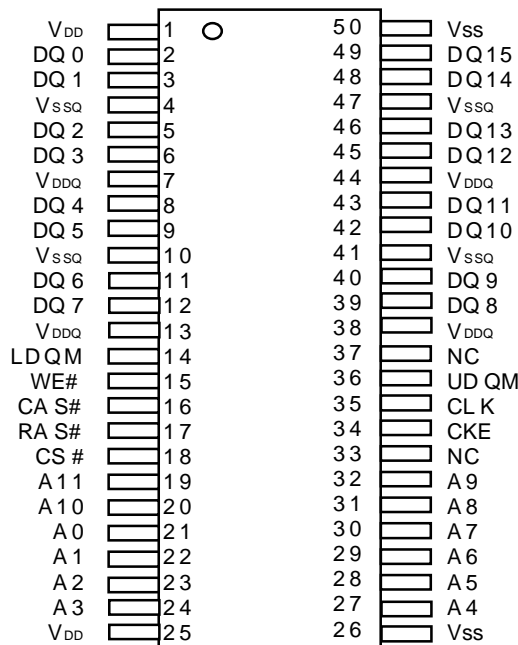 VDD 1 50 Vss
DQ0 2 49 DQ15
DQ1 3 48 DQ14
VSSQ 4 47 VSSQ
DQ2 5 46 DQ13
DQ3 6 45 DQ12
VDDQ 7 44 VDDQ
DQ4 8 43 DQ11
DQ5 9 42 DQ10
VSSQ 10 41 VSSQ
DQ6 11 40 DQ9
DQ7 12 39 DQ8
VDDQ 13 38 VDDQ
LDQM 14 37 NC
WE# 15 36 UDQM
CAS# 16 35 CLK
RAS# 17 34 CKE
CS# 18 33 NC
A11 19 32 A9
A10 20 31 A8
A0 21 30 A7
A1 22 29 A6
A2 23 28 A5
A3 24 27 A4
VDD 25 26 Vss